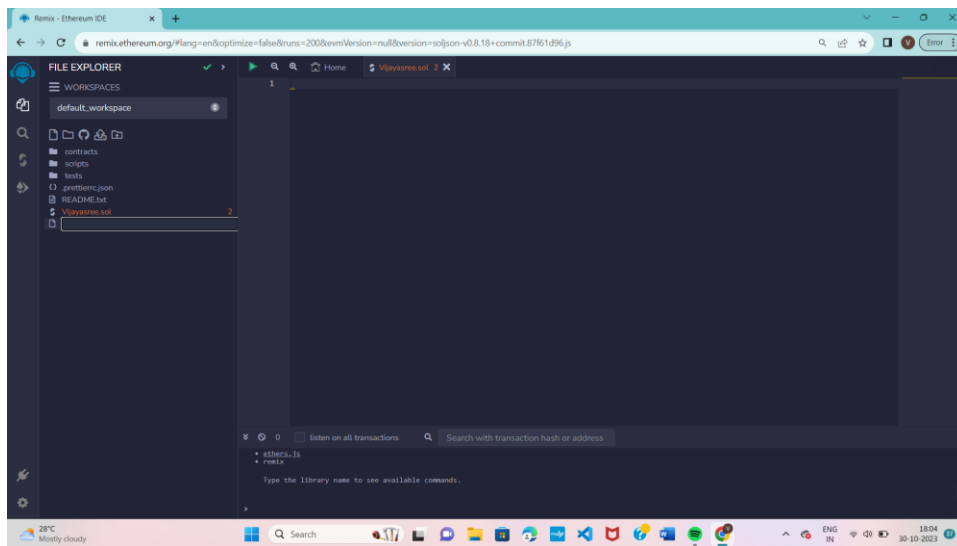 Remix - Ethereum IDE
remix.ethereum.org/#lang=en&optimize=false&runs=200&evmVersion=null&version=soljson-v0.8.18+commit.87f61d96.js
Error
FILE EXPLORER
Home
Vijayasree.sol 2
WORKSPACES
1
default_workspace
contracts
scripts
tests
.prettierrc.json
README.txt
Vijayasree.sol 2
0 listen on all transactions Search with transaction hash or address
• ethers.js
• remix
Type the library name to see available commands.
>
28°C
Mostly cloudy
Search
ENG
IN
18:04
30-10-2023